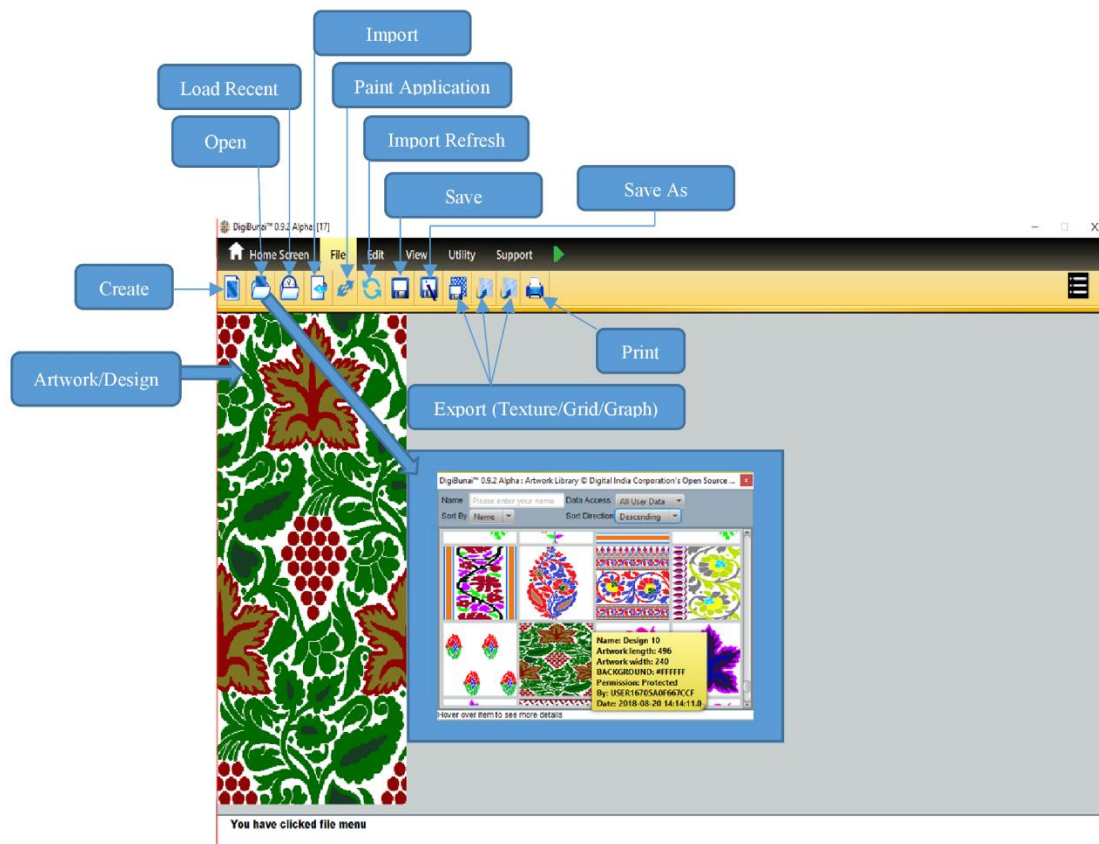 Import
Load Recent
Paint Application
Open
Import Refresh
Save
Save As
DigiBunai™ 0.9.2 Alpha: [17]
Home Screen File Edit View Utility Support
Create
Print
Artwork/Design
Export (Texture/Grid/Graph)
DigiBunai™ 0.9.2 Alpha : Artwork Library © Digital India Corporation's Open Source ...
Name Please enter your name Data Access All User Data
Sort By Name Sort Direction Descending
Name: Design 10
Artwork length: 496
Artwork width: 240
BACKGROUND: #FFFFFF
Permission: Protected
By: USER16705A0F667CCF
Date: 2018-08-20 14:14:11.0
Hover over item to see more details
You have clicked file menu